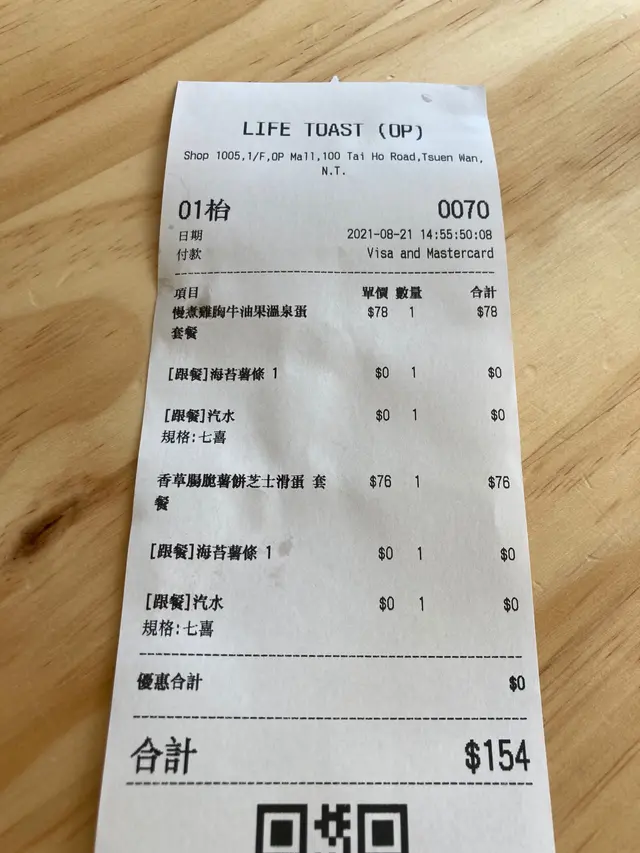 LIFE TOAST (OP)
Shop 1005,1/F,OP Mall,100 Tai Ho Road,Tsuen Wan,
N.T.
01枱 0070
日期 2021-08-21 14:55:50:08
付款 Visa and Mastercard
項目 單價 數量 合計
慢煮雞胸牛油果溫泉蛋 $78 1 $78
套餐
[跟餐]海苔薯條 1 $0 1 $0
[跟餐]汽水 $0 1 $0
規格:七喜
香草腸脆薯餅芝士滑蛋 套 $76 1 $76
餐
[跟餐]海苔薯條 1 $0 1 $0
[跟餐]汽水 $0 1 $0
規格:七喜
優惠合計 $0
合計 $154